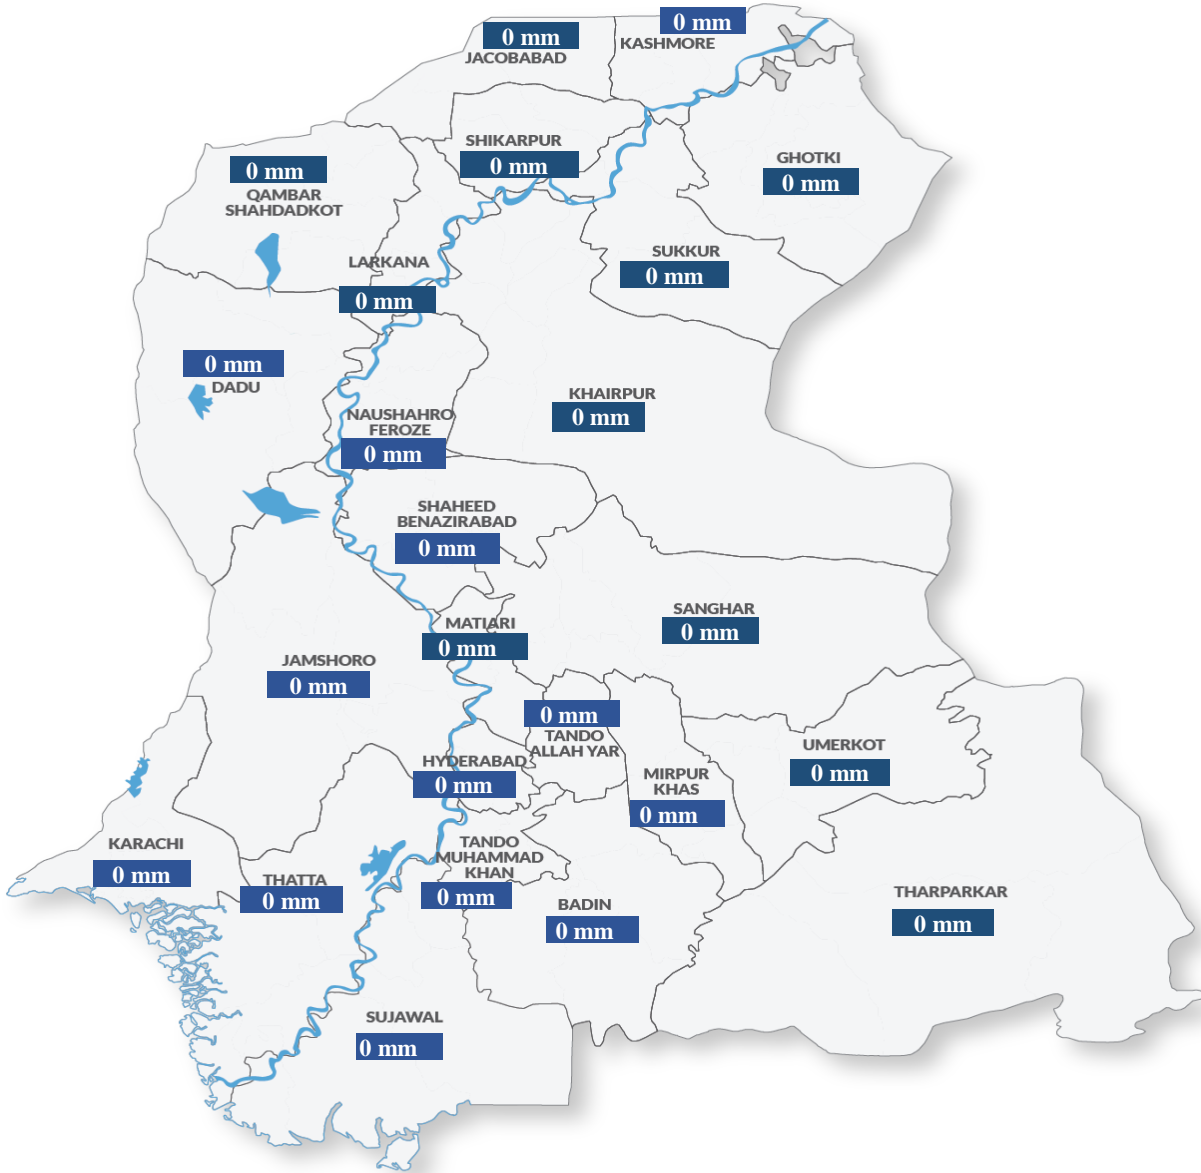 0 mm
KASHMORE
0 mm
JACOBABAD
SHIKARPUR
0 mm
GHOTKI
0 mm
0 mm
QAMBAR
SHAHDADKOT
SUKKUR
0 mm
LARKANA
0 mm
0 mm
DADU
KHAIRPUR
0 mm
NAUSHAHRO
FEROZE
0 mm
SHAHEED
BENAZIRABAD
0 mm
SANGHAR
0 mm
MATIARI
0 mm
JAMSHORO
0 mm
0 mm
TANDO
ALLAH YAR
UMERKOT
0 mm
HYDERABAD
0 mm
MIRPUR
KHAS
0 mm
KARACHI
0 mm
TANDO
MUHAMMAD
KHAN
0 mm
THATTA
0 mm
BADIN
0 mm
THARPARKAR
0 mm
SUJAWAL
0 mm